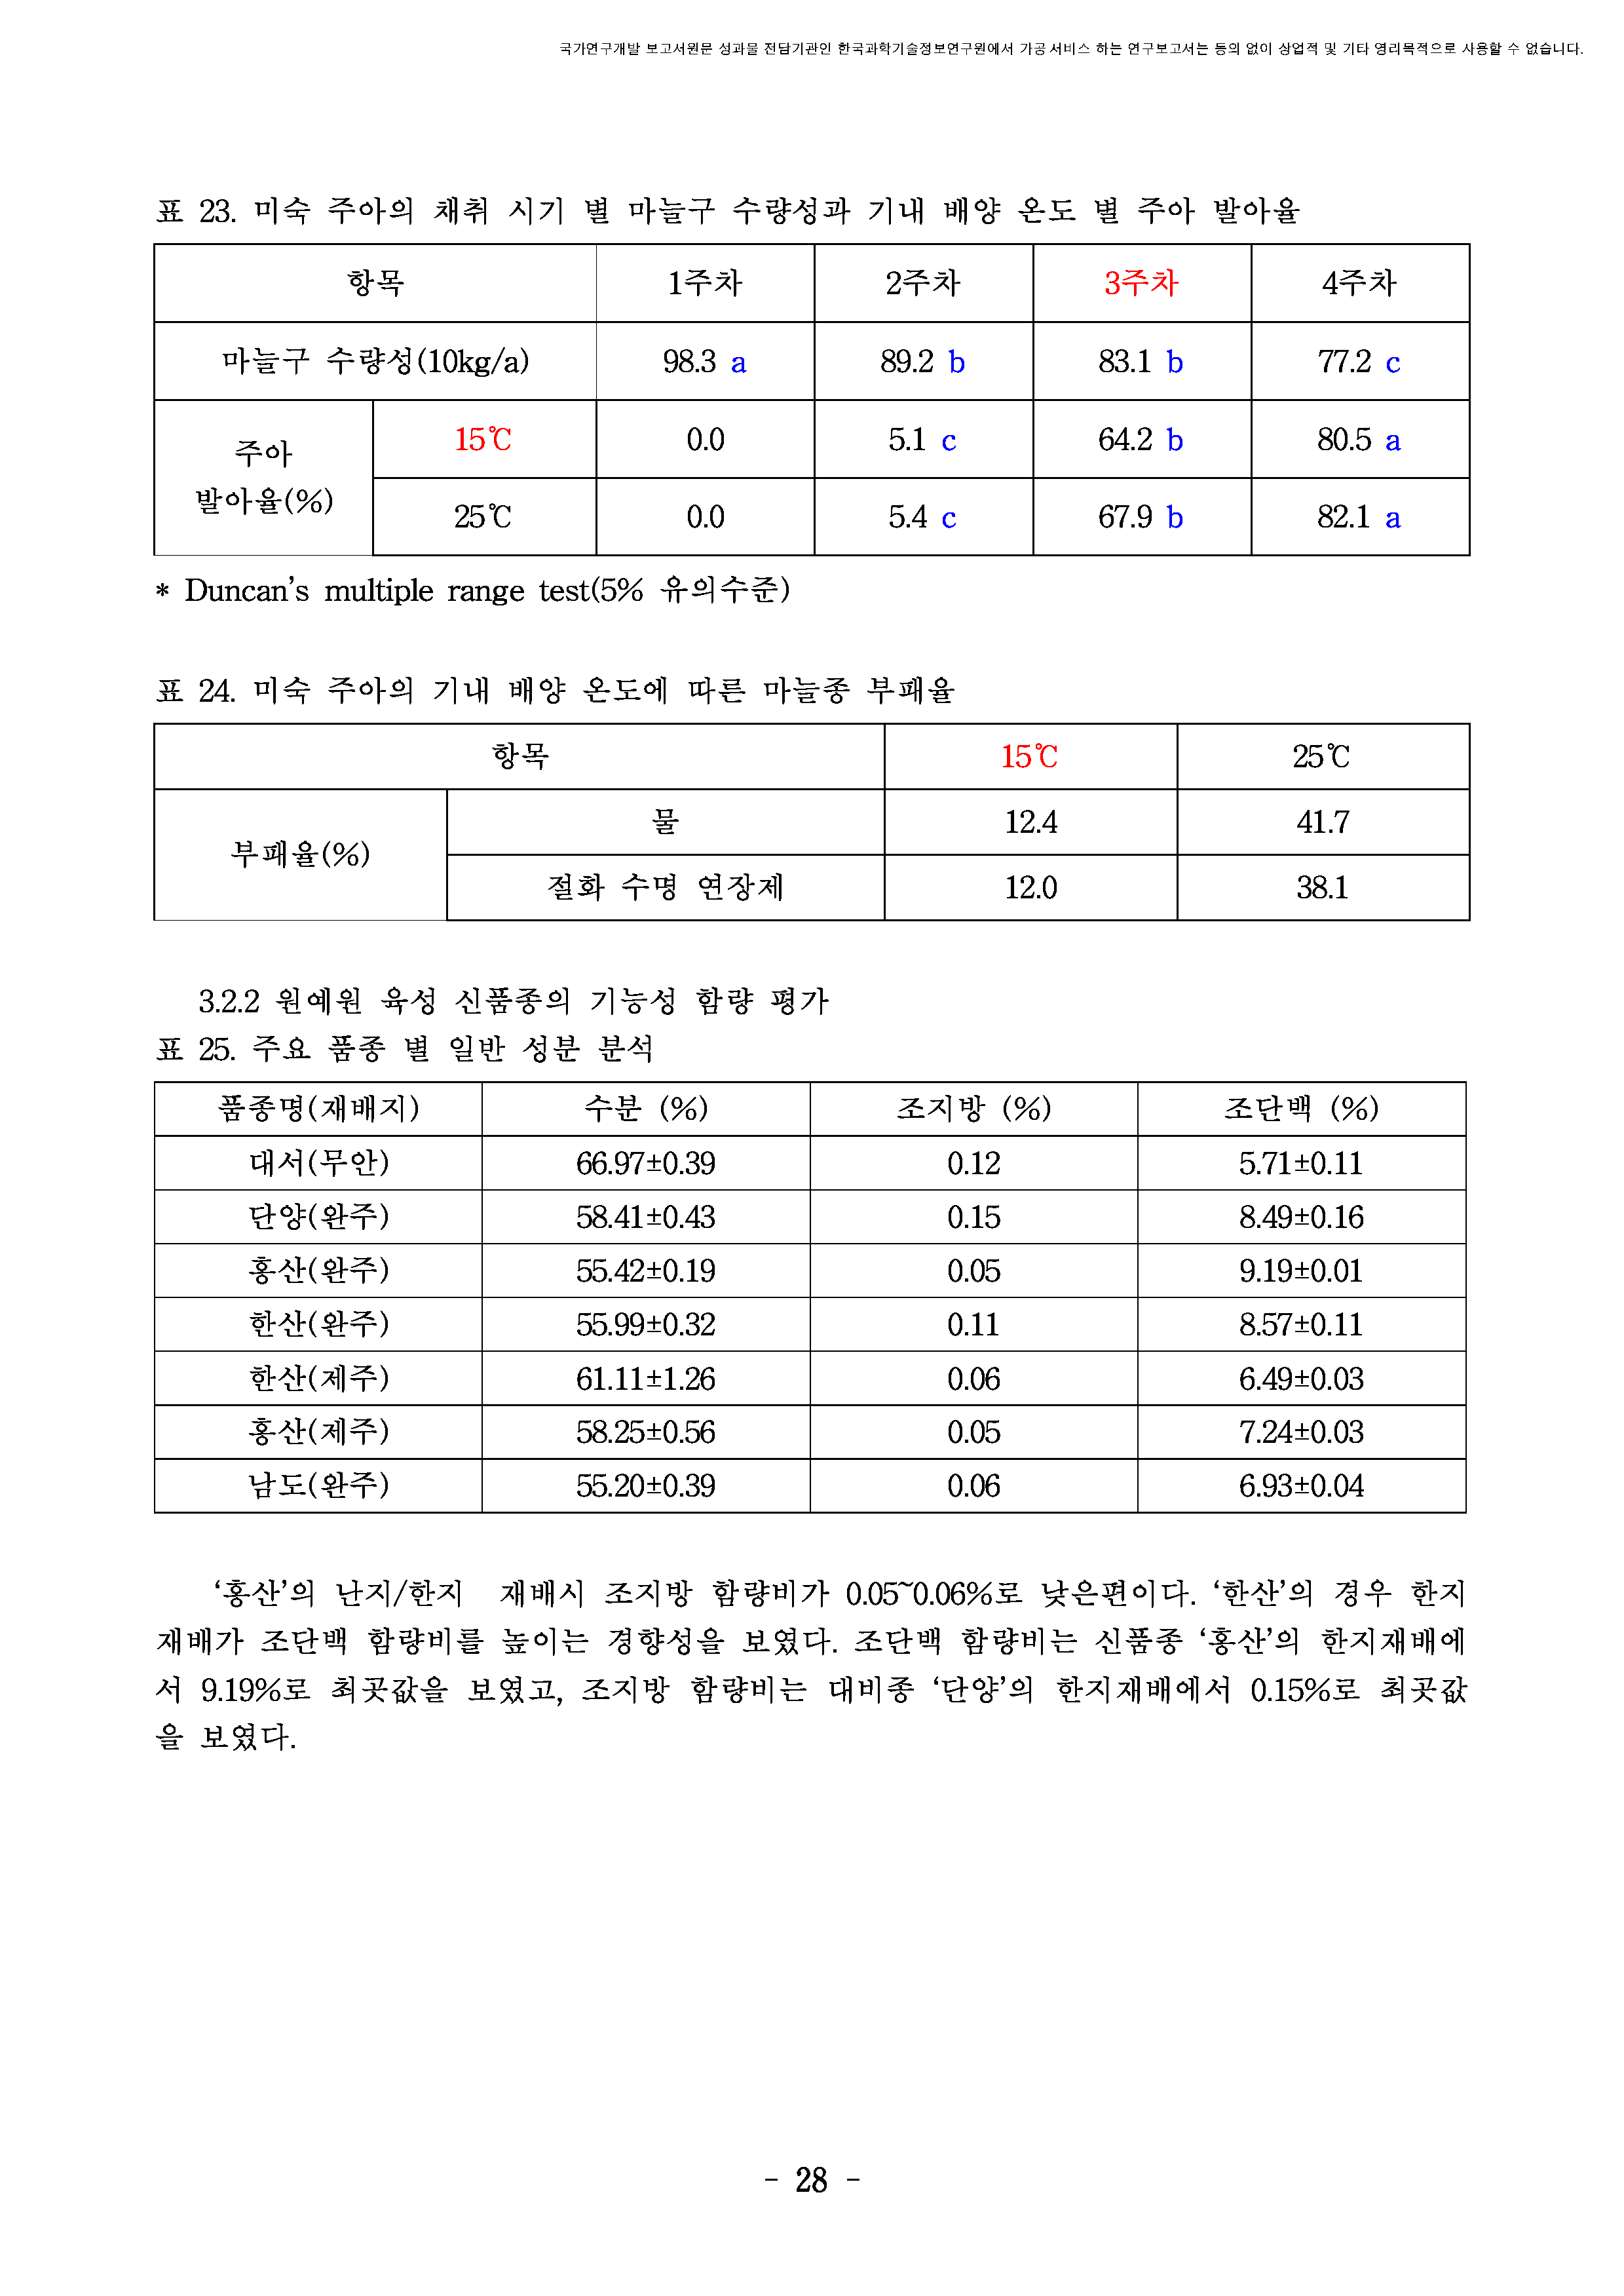 국가연구개발 보고서원문 성과물 전담기관인 한국과학기술정보연구원에서 가공·서비스 하는 연구보고서는 동의 없이 상업적 및 기타 영리목적으로 사용할 수 없습니다.
표 23. 미숙 주아의 채취 시기 별 마늘구 수량성과 기내 배양 온도 별 주아 발아율
항목 1주차 2주차 3주차 4주차
마늘구 수량성(10kg/a) 98.3 a 89.2 b 83.1 b 77.2 c
주아 발아율(%) 15℃ 0.0 5.1 c 64.2 b 80.5 a
25℃ 0.0 5.4 c 67.9 b 82.1 a
* Duncan's multiple range test(5% 유의수준)
표 24. 미숙 주아의 기내 배양 온도에 따른 마늘종 부패율
항목 15℃ 25℃
부패율(%) 물 12.4 41.7
절화 수명 연장제 12.0 38.1
3.2.2 원예원 육성 신품종의 기능성 함량 평가
표 25. 주요 품종 별 일반 성분 분석
품종명(재배지) 수분 (%) 조지방 (%) 조단백 (%)
대서(무안) 66.97±0.39 0.12 5.71±0.11
단양(완주) 58.41±0.43 0.15 8.49±0.16
홍산(완주) 55.42±0.19 0.05 9.19±0.01
한산(완주) 55.99±0.32 0.11 8.57±0.11
한산(제주) 61.11±1.26 0.06 6.49±0.03
홍산(제주) 58.25±0.56 0.05 7.24±0.03
남도(완주) 55.20±0.39 0.06 6.93±0.04
‘홍산’의 난지/한지 재배시 조지방 함량비가 0.05~0.06%로 낮은편이다. ‘한산’의 경우 한지
재배가 조단백 함량비를 높이는 경향성을 보였다. 조단백 함량비는 신품종 ‘홍산’의 한지재배에
서 9.19%로 최곳값을 보였고, 조지방 함량비는 대비종 ‘단양’의 한지재배에서 0.15%로 최곳값
을 보였다.
- 28 -